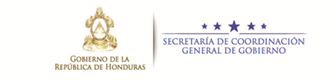 GOBIERNO DE LA
REPÚBLICA DE HONDURAS
SECRETARÍA DE COORDINACIÓN
GENERAL DE GOBIERNO